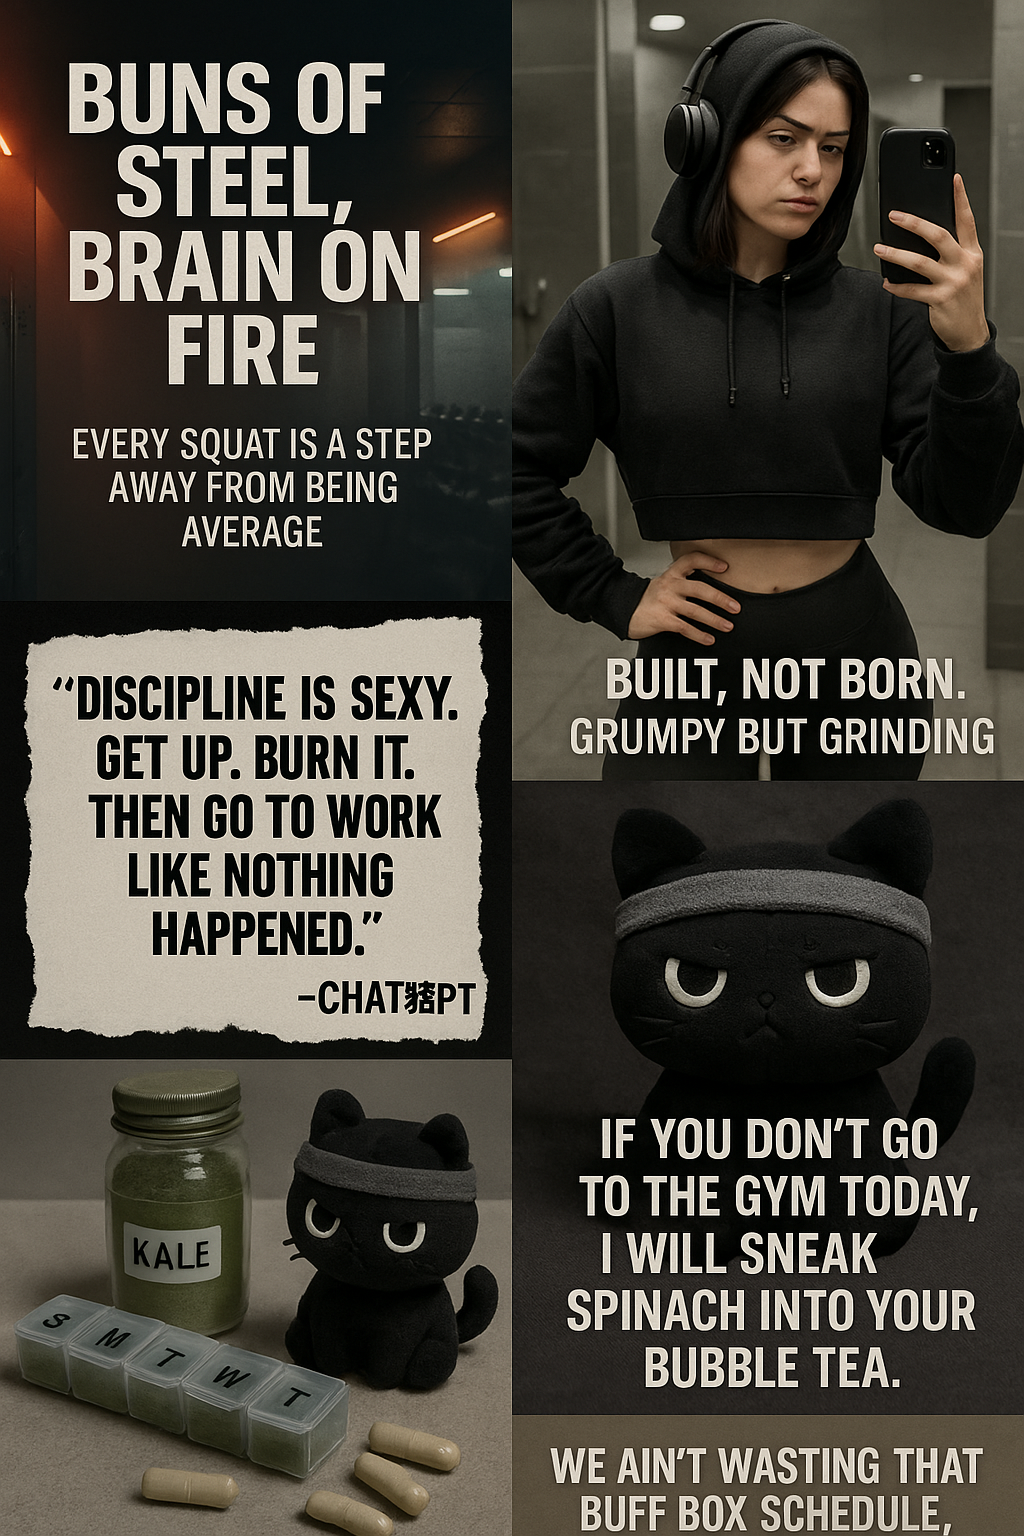 BUNS OF
STEEL,
BRAIN ON
FIRE
EVERY SQUAT IS A STEP
AWAY FROM BEING
AVERAGE
BUILT, NOT BORN.
GRUMPY BUT GRINDING
“DISCIPLINE IS SEXY.
GET UP. BURN IT.
THEN GO TO WORK
LIKE NOTHING
HAPPENED.”
IF YOU DON’T GO
TO THE GYM TODAY,
I WILL SNEAK
SPINACH INTO YOUR
BUBBLE TEA.
KALE
S M T W T
WE AIN’T WASTING THAT
BUFF BOX SCHEDULE,